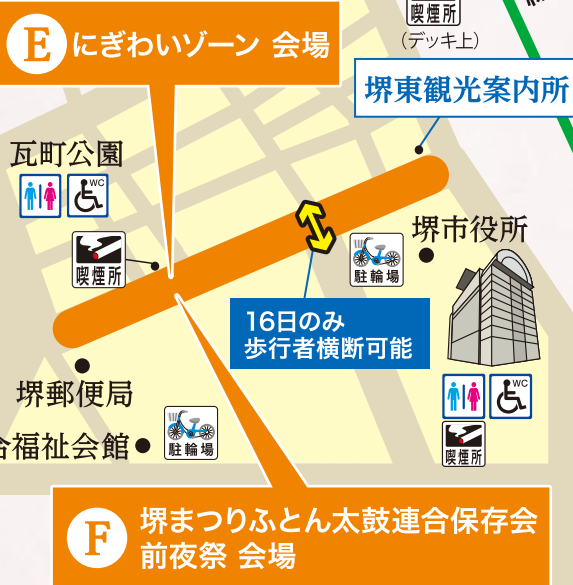 喫煙所
(デッキ上)
E にぎわいゾーン 会場
堺東観光案内所
瓦町公園
WC
喫煙所
堺市役所
駐輪場
16日のみ
歩行者横断可能
堺郵便局
WC
喫煙所
合福祉会館
駐輪場
F 堺まつりふとん太鼓連合保存会
前夜祭 会場